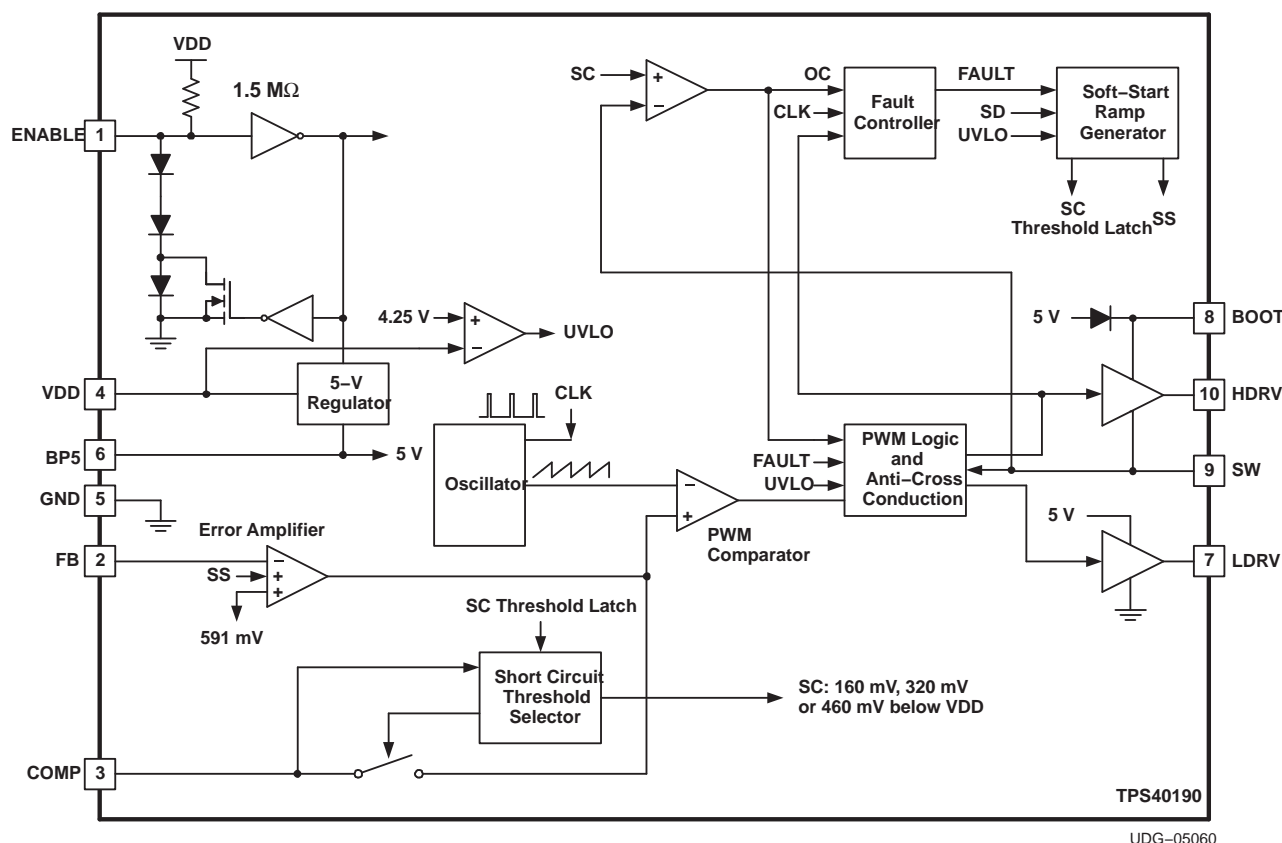 VDD
1.5 MΩ
ENABLE
1
SC
+
−
OC
CLK
Fault
Controller
FAULT
SD
UVLO
Soft−Start
Ramp
Generator
SC
Threshold Latch
SS
4.25 V
+
−
UVLO
5 V
8
BOOT
VDD
4
5−V
Regulator
10
HDRV
BP5
6
5 V
CLK
Oscillator
FAULT
UVLO
PWM Logic
and
Anti−Cross
Conduction
9
SW
GND
5
−
+
PWM
Comparator
5 V
7
LDRV
Error Amplifier
FB
2
−
SS
+
+
591 mV
SC Threshold Latch
Short Circuit
Threshold
Selector
SC: 160 mV, 320 mV
or 460 mV below VDD
COMP
3
TPS40190
UDG−05060